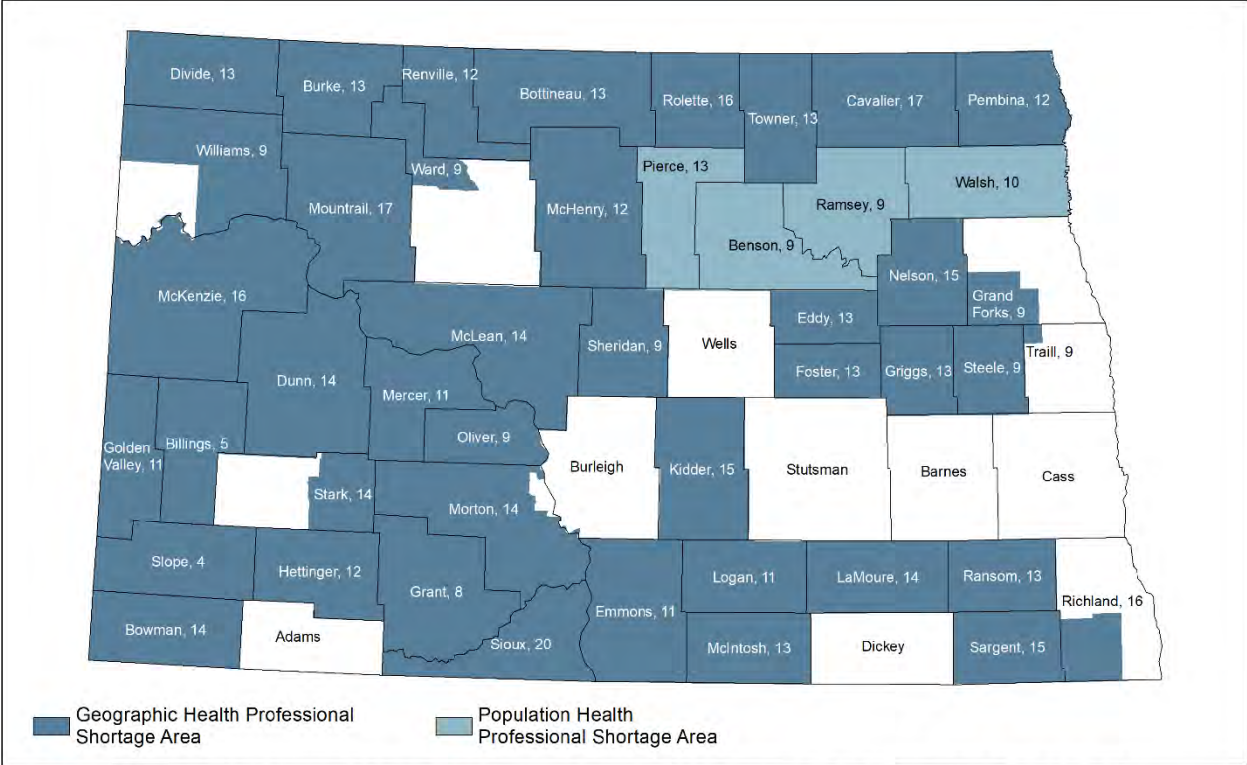 Divide, 13
Burke, 13
Renville, 12
Bottineau, 13
Rolette, 16
Towner, 13
Cavalier, 17
Pembina, 12
Williams, 9
Ward, 9
Mountrail, 17
McHenry, 12
Pierce, 13
Benson, 9
Ramsey, 9
Walsh, 10
McKenzie, 16
Nelson, 15
Grand
Forks, 9
McLean, 14
Sheridan, 9
Wells
Eddy, 13
Foster, 13
Griggs, 13
Steele, 9
Traill, 9
Dunn, 14
Mercer, 11
Oliver, 9
Golden
Valley, 11
Billings, 5
Stark, 14
Morton, 14
Burleigh
Kidder, 15
Stutsman
Barnes
Cass
Slope, 4
Hettinger, 12
Grant, 8
Emmons, 11
Logan, 11
LaMoure, 14
Ransom, 13
Richland, 16
Bowman, 14
Adams
Sioux, 20
McIntosh, 13
Dickey
Sargent, 15
Geographic Health Professional
Shortage Area
Population Health
Professional Shortage Area